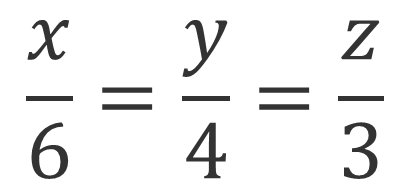 x/6 = y/4 = z/3